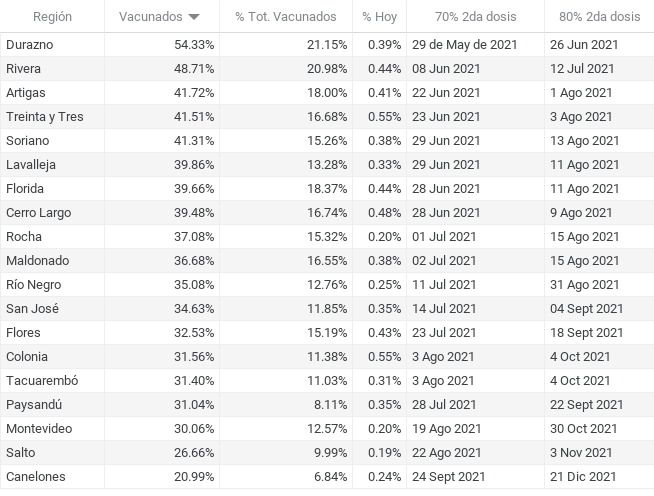 Región Vacunados % Tot. Vacunados % Hoy 70% 2da dosis 80% 2da dosis
Durazno 54.33% 21.15% 0.39% 29 de May de 2021 26 Jun 2021
Rivera 48.71% 20.98% 0.44% 08 Jun 2021 12 Jul 2021
Artigas 41.72% 18.00% 0.41% 22 Jun 2021 1 Ago 2021
Treinta y Tres 41.51% 16.68% 0.55% 23 Jun 2021 3 Ago 2021
Soriano 41.31% 15.26% 0.38% 29 Jun 2021 13 Ago 2021
Lavalleja 39.86% 13.28% 0.33% 29 Jun 2021 11 Ago 2021
Florida 39.66% 18.37% 0.44% 28 Jun 2021 11 Ago 2021
Cerro Largo 39.48% 16.74% 0.48% 28 Jun 2021 9 Ago 2021
Rocha 37.08% 15.32% 0.20% 01 Jul 2021 15 Ago 2021
Maldonado 36.68% 16.55% 0.38% 02 Jul 2021 15 Ago 2021
Río Negro 35.08% 12.76% 0.25% 11 Jul 2021 31 Ago 2021
San José 34.63% 11.85% 0.35% 14 Jul 2021 04 Sept 2021
Flores 32.53% 15.19% 0.43% 23 Jul 2021 18 Sept 2021
Colonia 31.56% 11.38% 0.55% 3 Ago 2021 4 Oct 2021
Tacuarembó 31.40% 11.03% 0.31% 3 Ago 2021 4 Oct 2021
Paysandú 31.04% 8.11% 0.35% 28 Jul 2021 22 Sept 2021
Montevideo 30.06% 12.57% 0.20% 19 Ago 2021 30 Oct 2021
Salto 26.66% 9.99% 0.19% 22 Ago 2021 3 Nov 2021
Canelones 20.99% 6.84% 0.24% 24 Sept 2021 21 Dic 2021